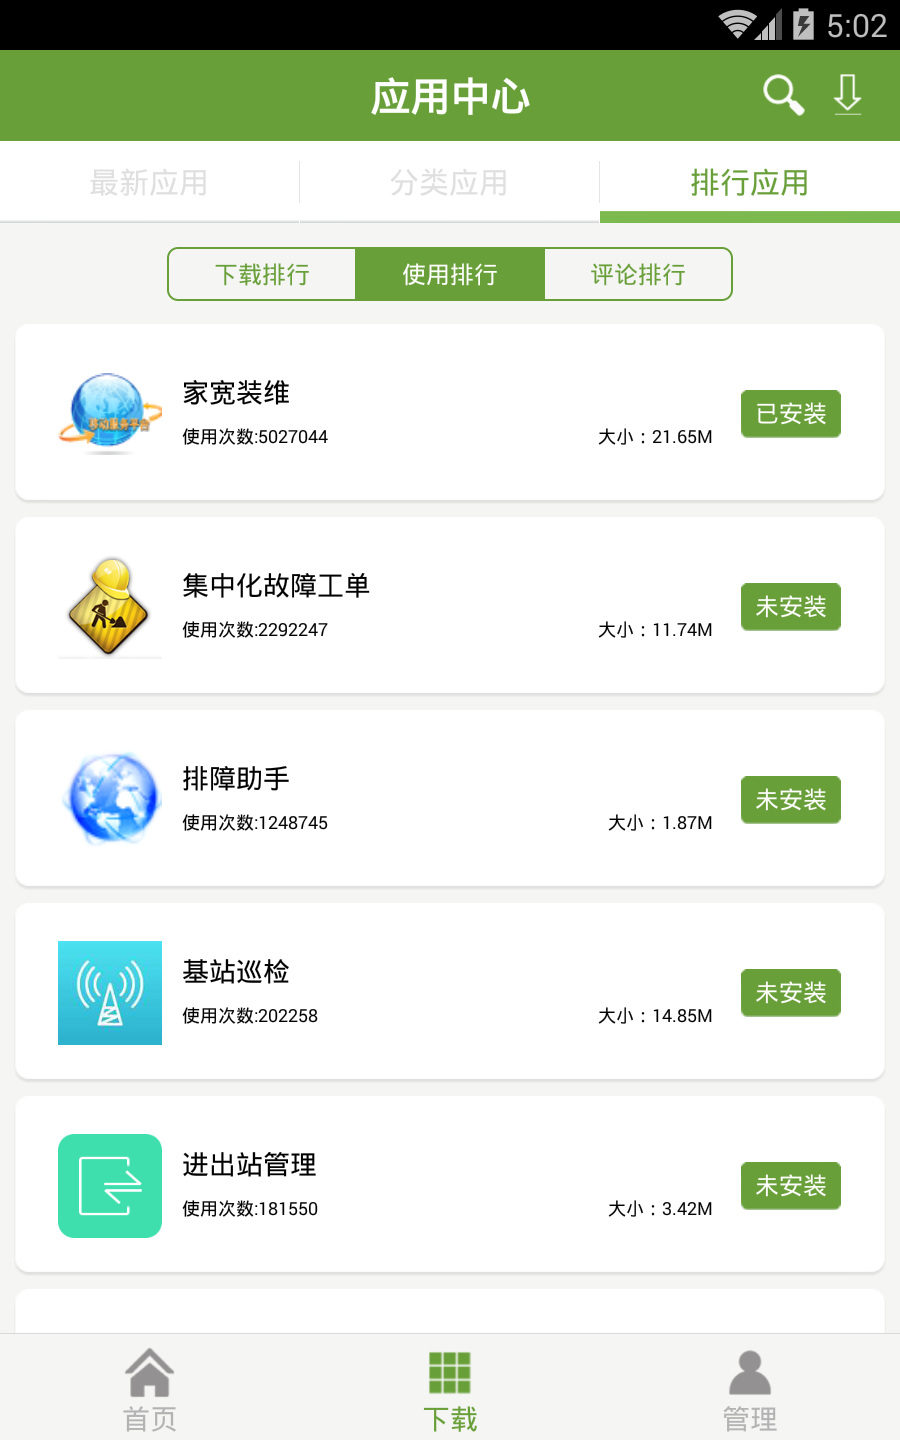 5:02
应用中心
最新应用 分类应用 排行应用
下载排行 使用排行 评论排行
移动服务平台
家宽装维
已安装
使用次数:5027044 大小：21.65M
集中化故障工单
未安装
使用次数:2292247 大小：11.74M
排障助手
未安装
使用次数:1248745 大小：1.87M
基站巡检
未安装
使用次数:202258 大小：14.85M
进出站管理
未安装
使用次数:181550 大小：3.42M
首页 下载 管理